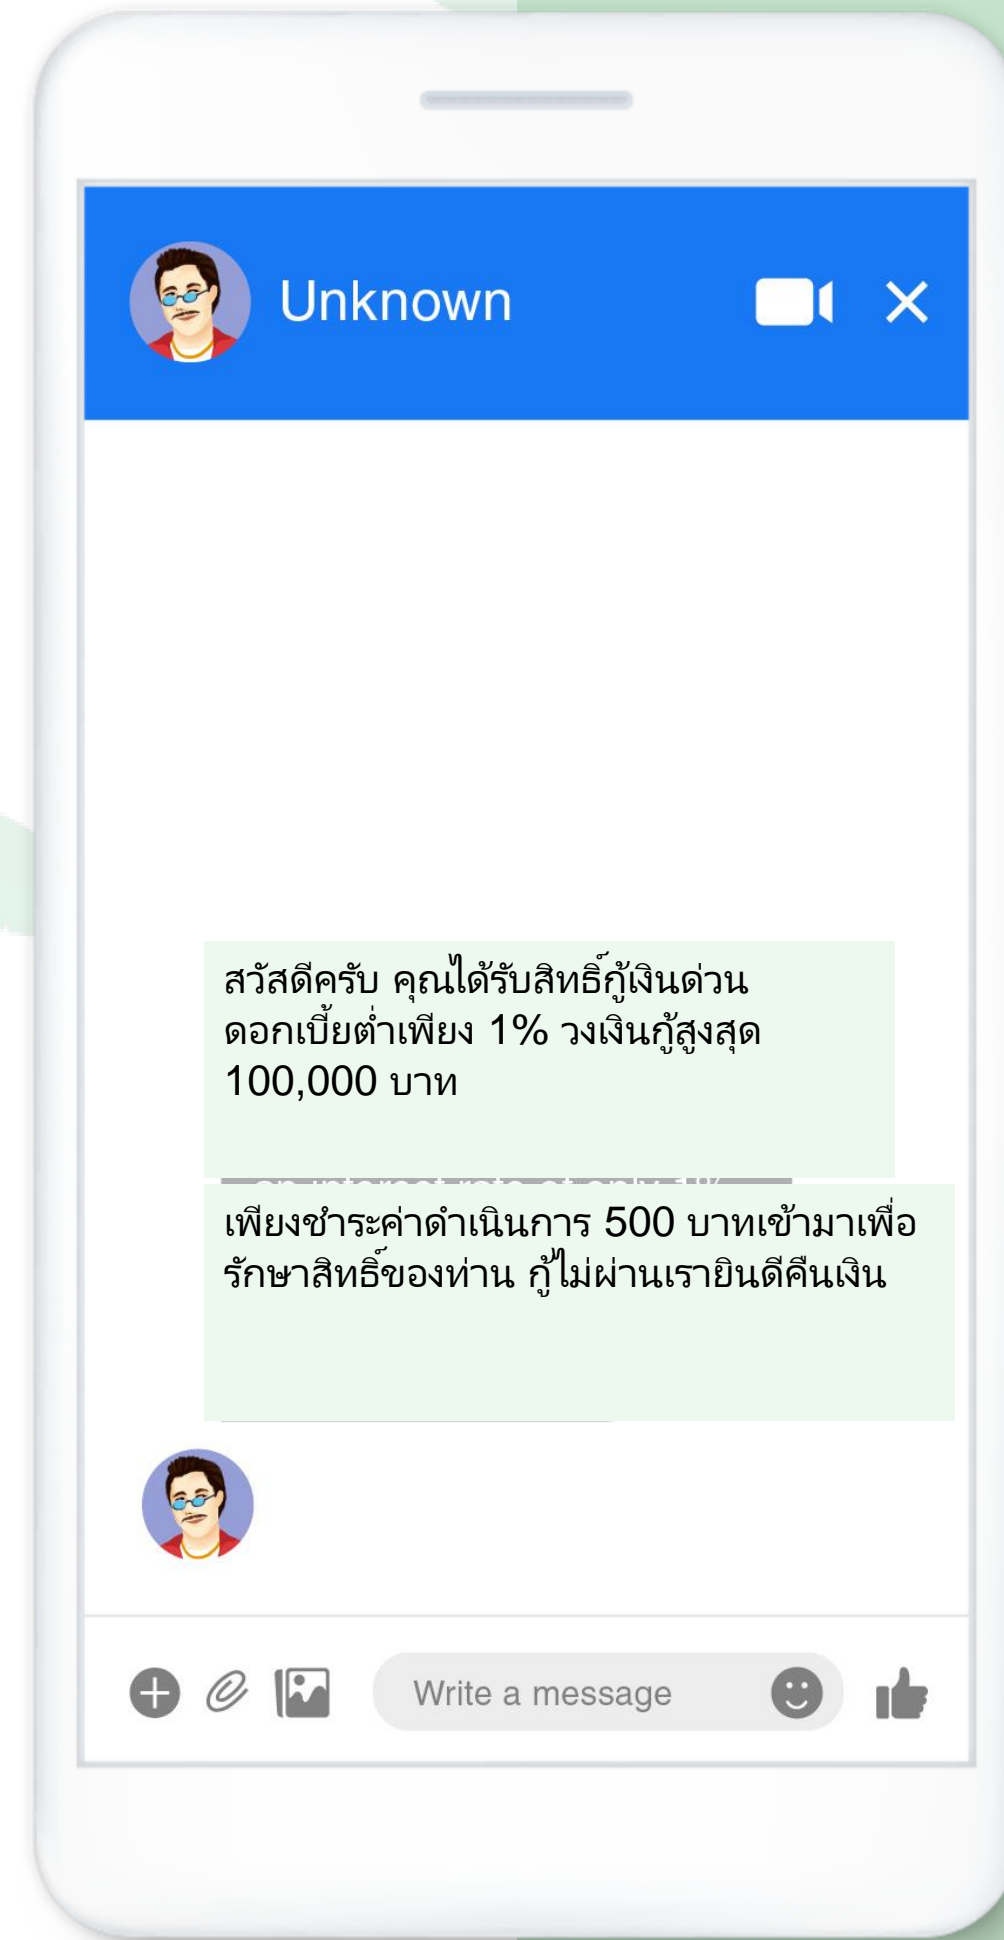 Unknown
สวัสดีครับ คุณได้รับสิทธิ์กู้เงินด่วน
ดอกเบี้ยต่ำเพียง 1% วงเงินกู้สูงสุด
100,000 บาท
an interest rate of only 1%
เพียงชำระค่าดำเนินการ 500 บาทเข้ามาเพื่อ
รักษาสิทธิ์ของท่าน กู้ไม่ผ่านเรายินดีคืนเงิน
Write a message